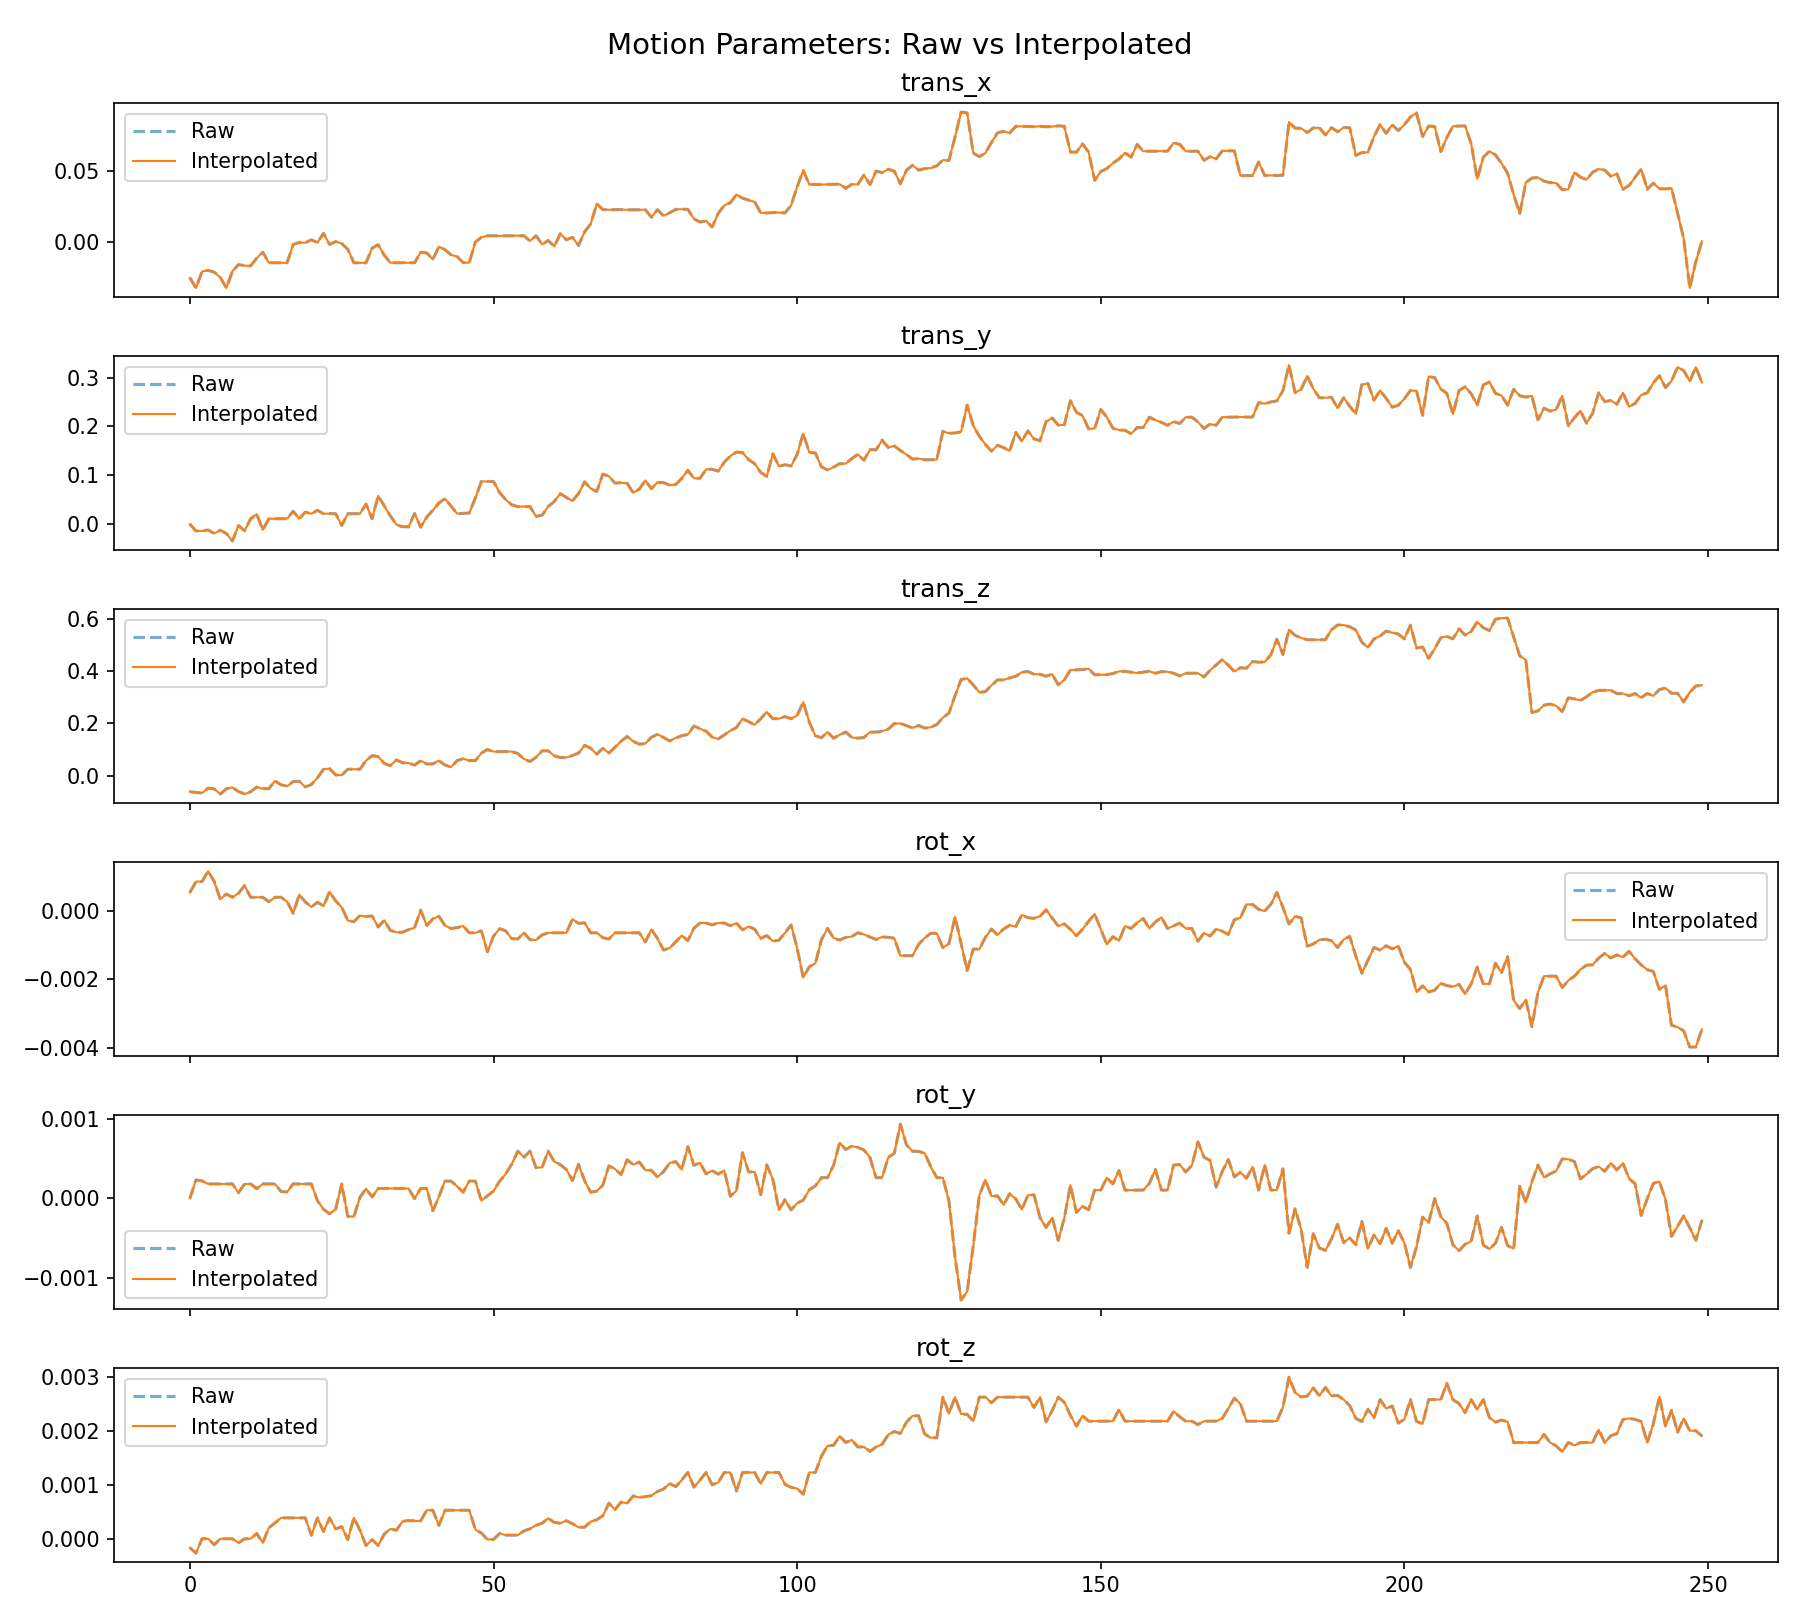 Motion Parameters: Raw vs Interpolated
trans_x
Raw
Interpolated
0.05
0.00
trans_y
Raw
Interpolated
0.3
0.2
0.1
0.0
trans_z
Raw
Interpolated
0.6
0.4
0.2
0.0
rot_x
Raw
Interpolated
0.000
−0.002
−0.004
rot_y
0.001
0.000
−0.001
Raw
Interpolated
rot_z
Raw
Interpolated
0.003
0.002
0.001
0.000
0 50 100 150 200 250